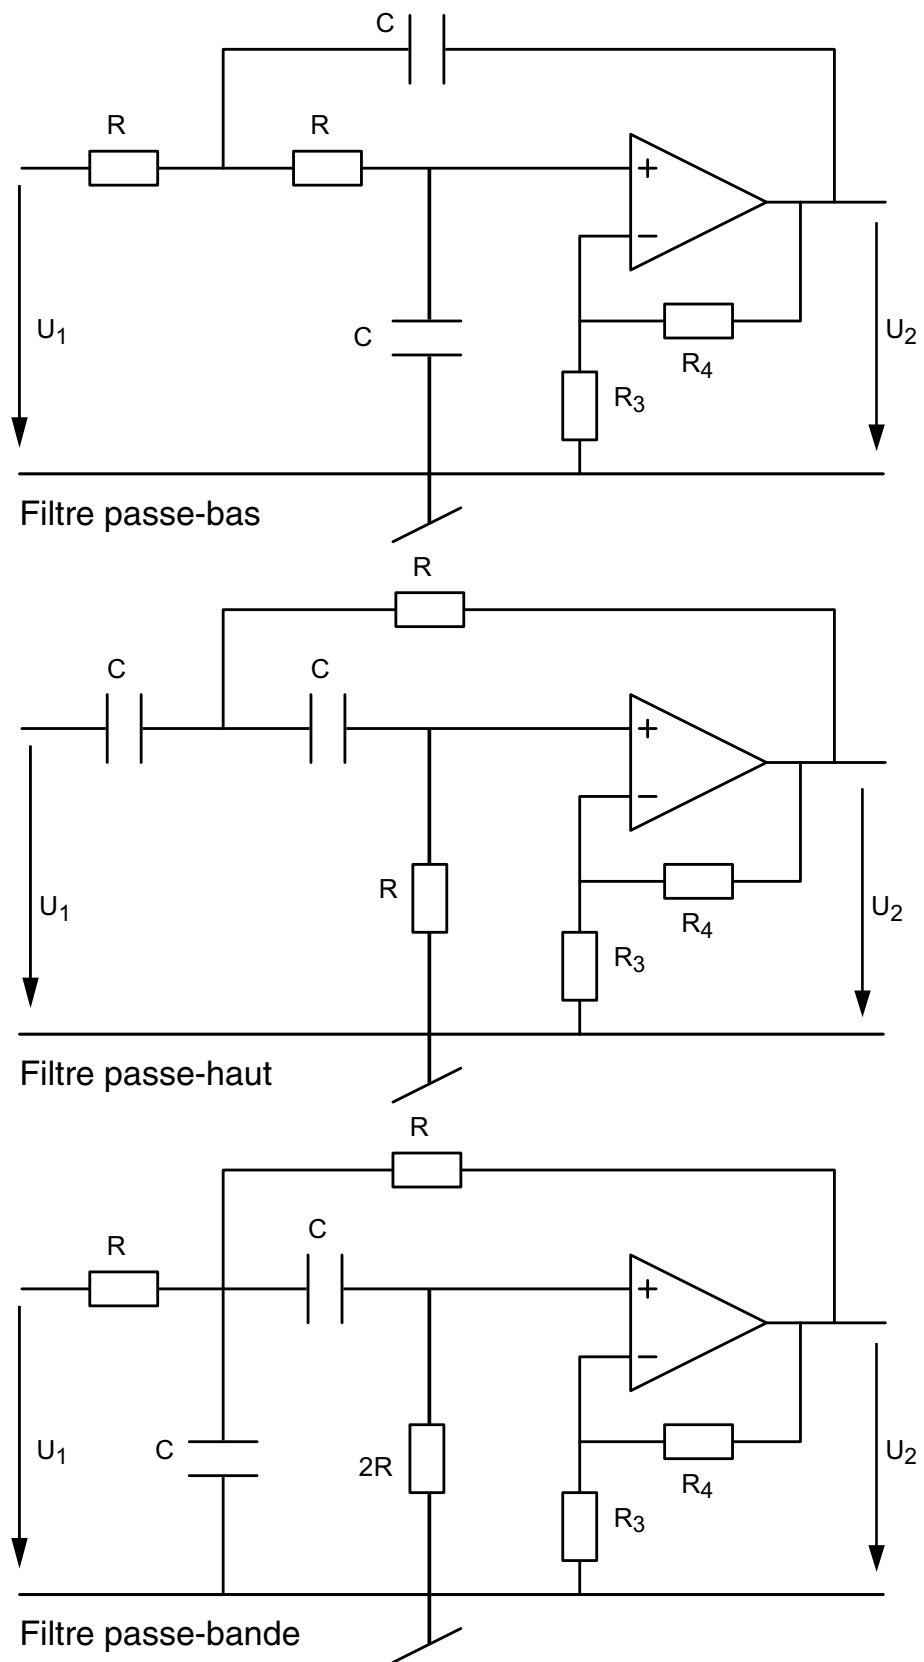 C
R R
+
−
U₁ C R₄ U₂
R₃
Filtre passe-bas
R
C C
+
−
U₁ R R₄ U₂
R₃
Filtre passe-haut
R
R C
+
−
U₁ C 2R R₄ U₂
R₃
Filtre passe-bande